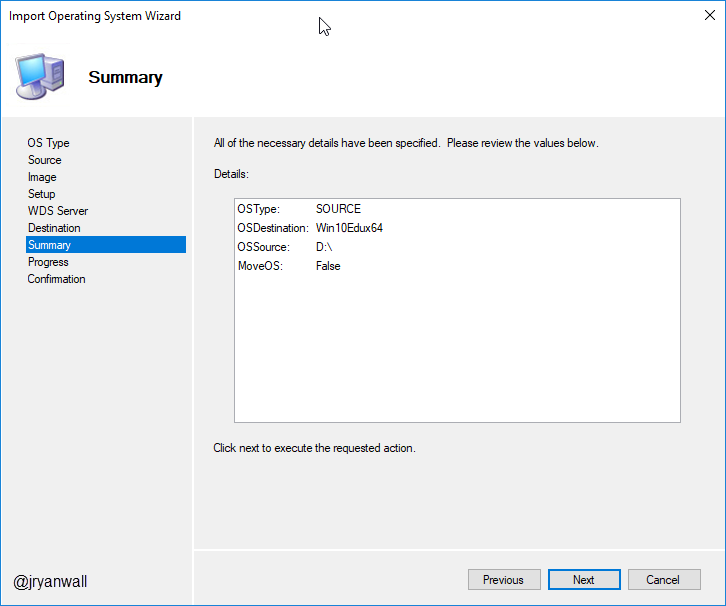 Import Operating System Wizard
Summary
OS Type
Source
Image
Setup
WDS Server
Destination
Summary
Progress
Confirmation
All of the necessary details have been specified.  Please review the values below.
Details:
OSType: SOURCE
OSDestination: Win10Edux64
OSSource: D:\
MoveOS: False
Click next to execute the requested action.
@jryanwall
Previous Next Cancel